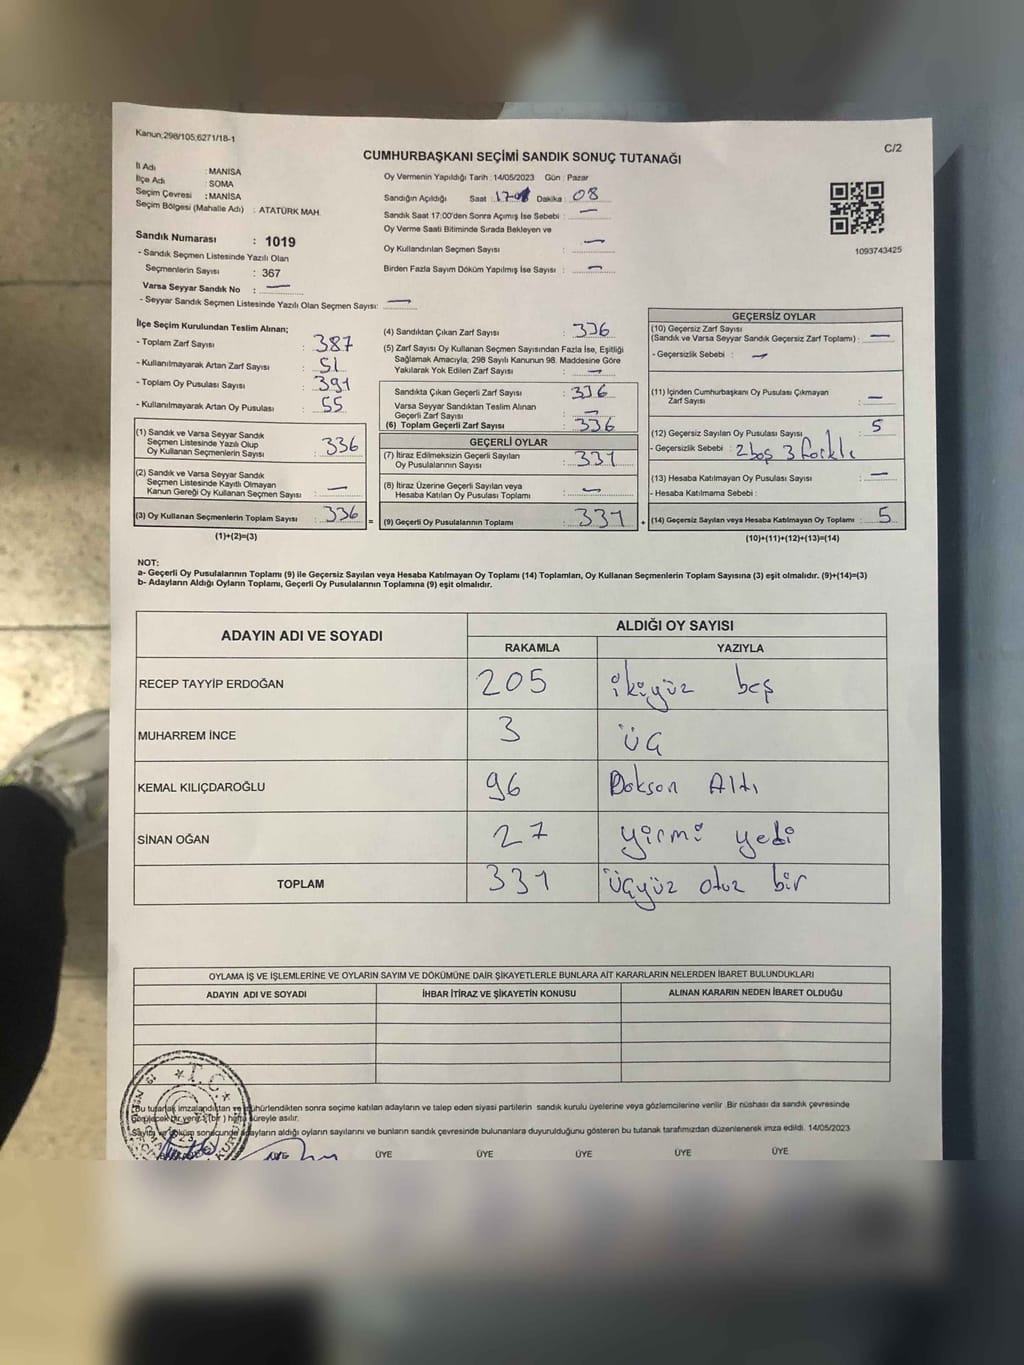 Kanun;298/105;6271/18-1
C/2
CUMHURBAŞKANI SEÇİMİ SANDIK SONUÇ TUTANAĞI
İl Adı : MANİSA
İlçe Adı : SOMA
Seçim Çevresi : MANİSA
Seçim Bölgesi (Mahalle Adı) : ATATÜRK MAH.
Sandık Numarası : 1019
- Sandık Seçmen Listesinde Yazılı Olan
Seçmenlerin Sayısı : 367
Varsa Seyyar Sandık No : —
- Seyyar Sandık Seçmen Listesinde Yazılı Olan Seçmen Sayısı: —
Oy Vermenin Yapıldığı Tarih : 14/05/2023 Gün : Pazar
Sandığın Açıldığı Saat : Dakika : 08
Sandık Saat 17:00'den Sonra Açımış İse Sebebi : —
Oy Verme Saati Bitiminde Sırada Bekleyen ve
Oy Kullandırılan Seçmen Sayısı : —
Birden Fazla Sayım Döküm Yapılmış İse Sayısı : —
1093743425
İlçe Seçim Kurulundan Teslim Alınan;
- Toplam Zarf Sayısı : 387
- Kullanılmayarak Artan Zarf Sayısı : 51
- Toplam Oy Pusulası Sayısı : 391
- Kullanılmayarak Artan Oy Pusulası : 55
(1) Sandık ve Varsa Seyyar Sandık
Seçmen Listesinde Yazılı Olup
Oy Kullanan Seçmenlerin Sayısı : 336
(2) Sandık ve Varsa Seyyar Sandık
Seçmen Listesinde Kayıtlı Olmayan
Kanun Gereği Oy Kullanan Seçmen Sayısı : —
(3) Oy Kullanan Seçmenlerin Toplam Sayısı : 336 =
(1)+(2)=(3)
(4) Sandıktan Çıkan Zarf Sayısı : 336
(5) Zarf Sayısı Oy Kullanan Seçmen Sayısından Fazla İse, Eşitliği
Sağlamak Amacıyla, 298 Sayılı Kanunun 98. Maddesine Göre
Yakılarak Yok Edilen Zarf Sayısı : —
Sandıkta Çıkan Geçerli Zarf Sayısı : 336
Varsa Seyyar Sandıktan Teslim Alınan
Geçerli Zarf Sayısı : —
(6) Toplam Geçerli Zarf Sayısı : 336
GEÇERLİ OYLAR
(7) İtiraz Edilmeksizin Geçerli Sayılan
Oy Pusulalarının Sayısı : 331
(8) İtiraz Üzerine Geçerli Sayılan veya
Hesaba Katılan Oy Pusulası Toplamı : —
(9) Geçerli Oy Pusulalarının Toplamı : 331 +
GEÇERSİZ OYLAR
(10) Geçersiz Zarf Sayısı
(Sandık ve Varsa Seyyar Sandık Geçersiz Zarf Toplamı) : —
- Geçersizlik Sebebi : —
(11) İçinden Cumhurbaşkanı Oy Pusulası Çıkmayan
Zarf Sayısı : —
(12) Geçersiz Sayılan Oy Pusulası Sayısı : 5
- Geçersizlik Sebebi : 2 boş 3 farklı
(13) Hesaba Katılmayan Oy Pusulası Sayısı : —
- Hesaba Katılmama Sebebi :
(14) Geçersiz Sayılan veya Hesaba Katılmayan Oy Toplamı : 5
(10)+(11)+(12)+(13)=(14)
NOT:
a- Geçerli Oy Pusulalarının Toplamı (9) ile Geçersiz Sayılan veya Hesaba Katılmayan Oy Toplamı (14) Toplamları, Oy Kullanan Seçmenlerin Toplam Sayısına (3) eşit olmalıdır. (9)+(14)=(3)
b- Adayların Aldığı Oyların Toplamı, Geçerli Oy Pusulalarının Toplamına (9) eşit olmalıdır.
ADAYIN ADI VE SOYADI ALDIĞI OY SAYISI
RAKAMLA YAZIYLA
RECEP TAYYİP ERDOĞAN 205 ikiyüz beş
MUHARREM İNCE 3 üç
KEMAL KILIÇDAROĞLU 96 Doksan Altı
SİNAN OĞAN 27 yirmi yedi
TOPLAM 331 üçyüz otuz bir
OYLAMA İŞ VE İŞLEMLERİNE VE OYLARIN SAYIM VE DÖKÜMÜNE DAİR ŞİKAYETLERLE BUNLARA AİT KARARLARIN NELERDEN İBARET BULUNDUKLARI
ADAYIN ADI VE SOYADI İHBAR İTİRAZ VE ŞİKAYETİN KONUSU ALINAN KARARIN NEDEN İBARET OLDUĞU
T.C.
Bu tutanak imzalandıktan ve mühürlendikten sonra seçime katılan adayların ve talep eden siyasi partilerin sandık kurulu üyelerine veya gözlemcilerine verilir. Bir nüshası da sandık çevresinde
görülecek bir yere 1 (bir) hafta süreyle asılır.
döküm sonucunda adayların aldığı oyların sayılarını ve bunların sandık çevresinde bulunanlara duyurulduğunu gösteren bu tutanak tarafımızdan düzenlenerek imza edildi. 14/05/2023
ÜYE ÜYE ÜYE ÜYE ÜYE